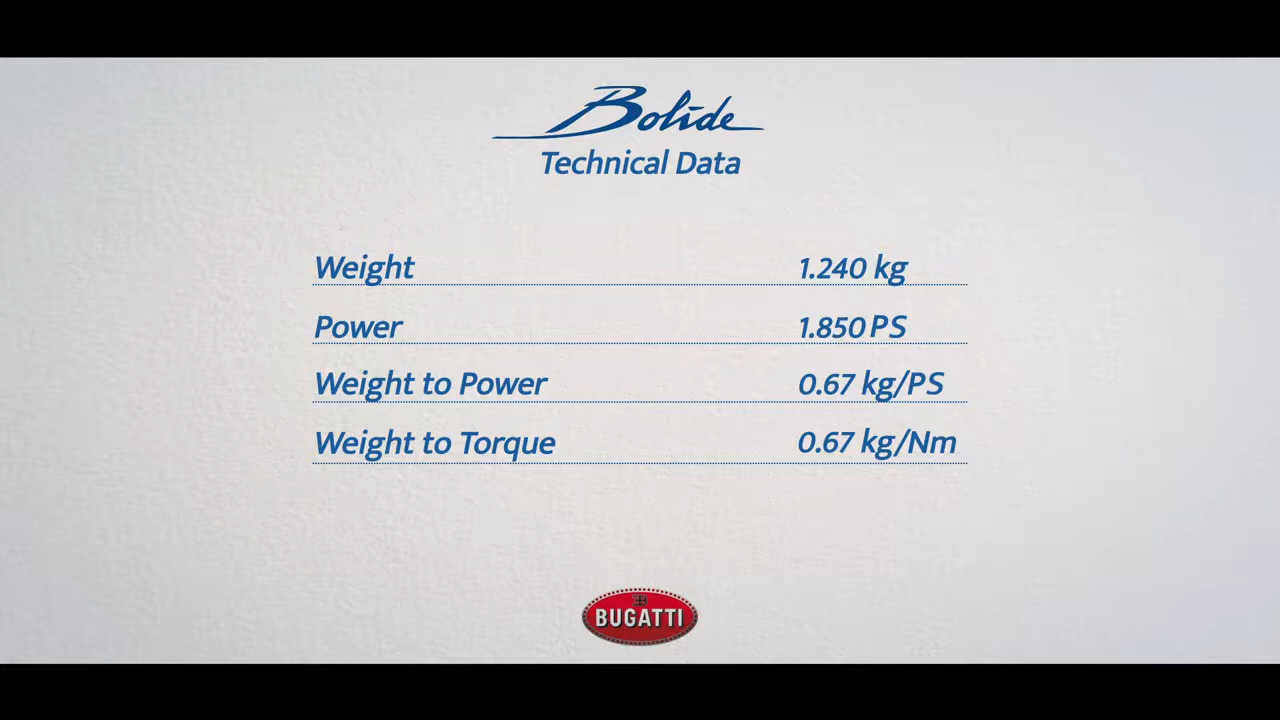 Bolide
Technical Data
Weight 1.240 kg
Power 1.850 PS
Weight to Power 0.67 kg/PS
Weight to Torque 0.67 kg/Nm
BUGATTI